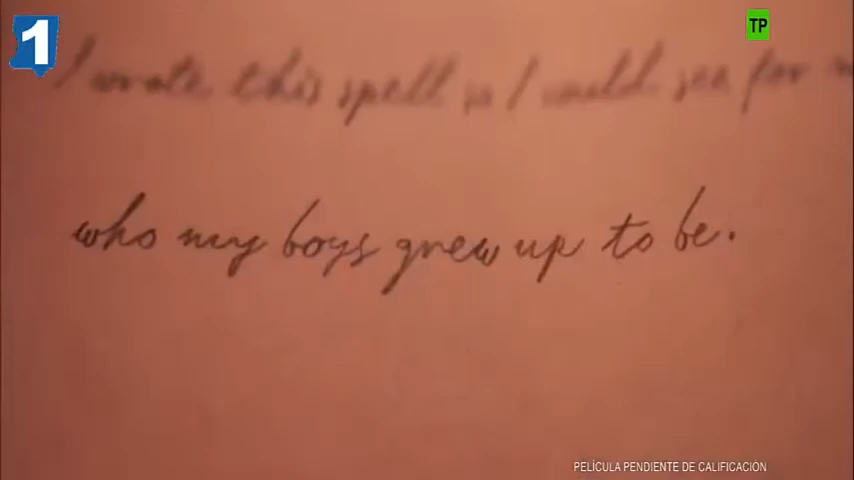 1
TP
I wrote this spell so I could see for
who my boys grew up to be.
PELÍCULA PENDIENTE DE CALIFICACIÓN